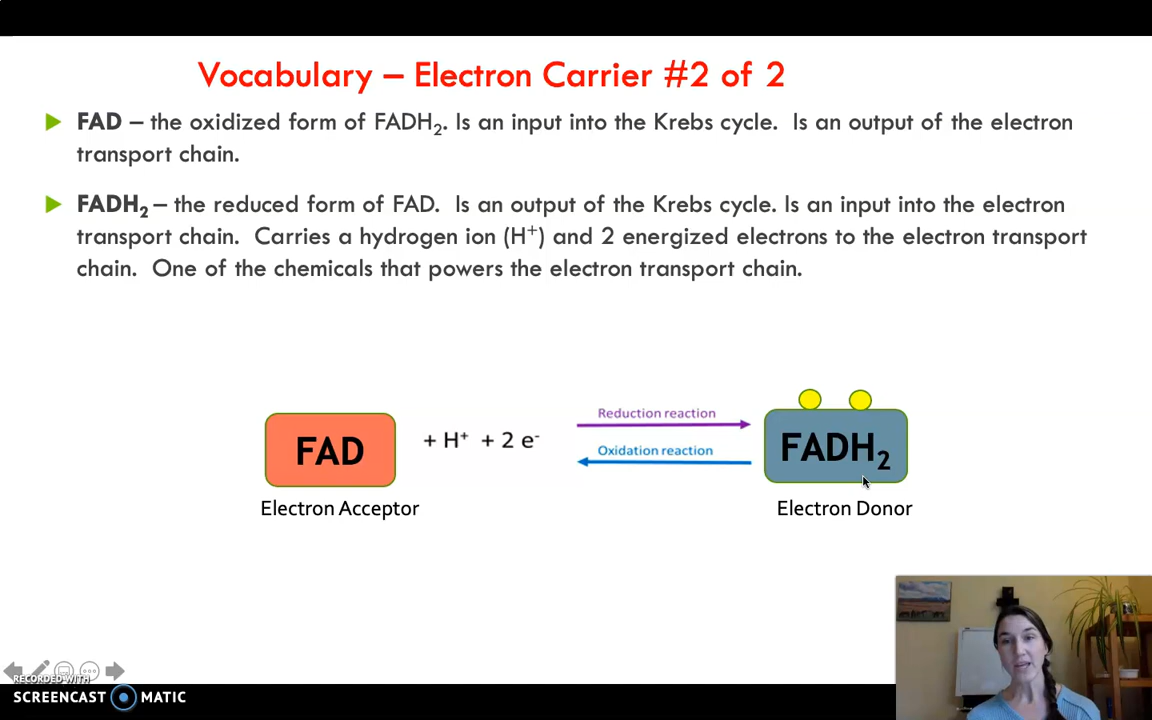 Vocabulary – Electron Carrier #2 of 2
FAD – the oxidized form of FADH₂. Is an input into the Krebs cycle.  Is an output of the electron
transport chain.
FADH₂ – the reduced form of FAD.  Is an output of the Krebs cycle. Is an input into the electron
transport chain.  Carries a hydrogen ion (H⁺) and 2 energized electrons to the electron transport
chain.  One of the chemicals that powers the electron transport chain.
Reduction reaction
FAD + H⁺ + 2 e⁻ FADH₂
Oxidation reaction
Electron Acceptor Electron Donor
RECORDED WITH
SCREENCAST MATIC